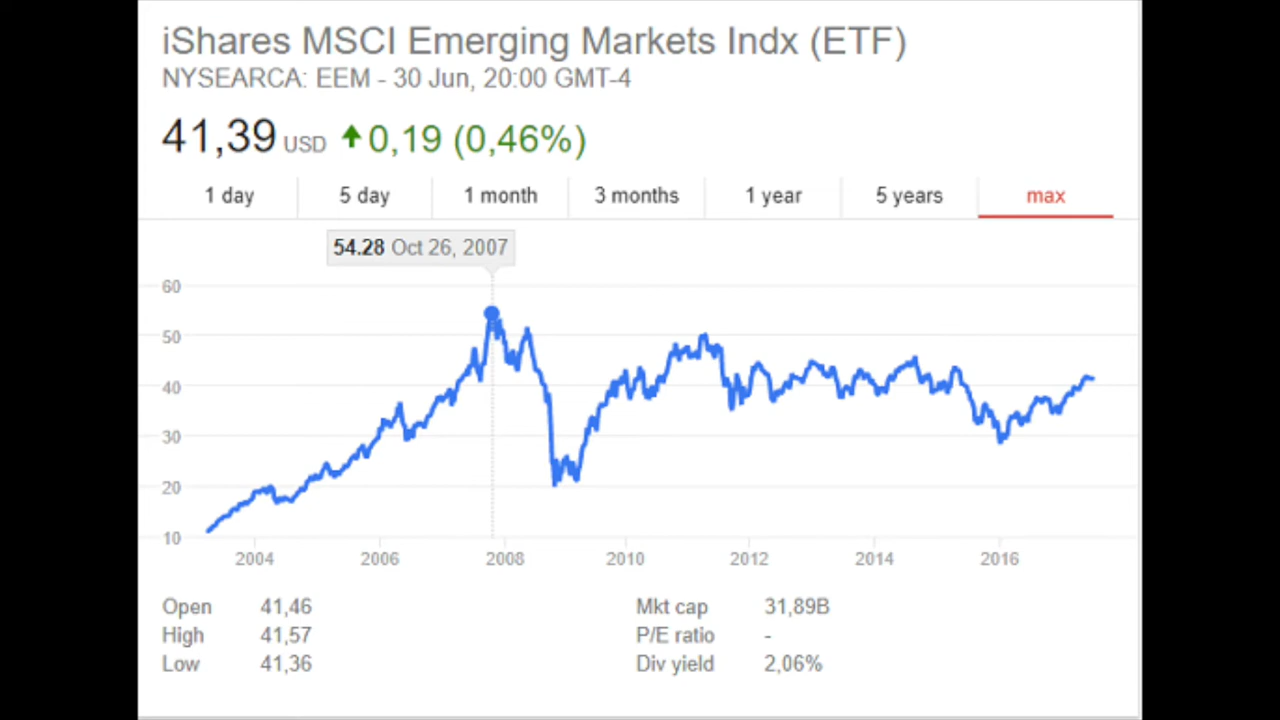 iShares MSCI Emerging Markets Indx (ETF)
NYSEARCA: EEM - 30 Jun, 20:00 GMT-4
41,39 USD 0,19 (0,46%)
1 day 5 day 1 month 3 months 1 year 5 years max
54.28 Oct 26, 2007
60
50
40
30
20
10
2004 2006 2008 2010 2012 2014 2016
Open 41,46 Mkt cap 31,89B
High 41,57 P/E ratio -
Low 41,36 Div yield 2,06%